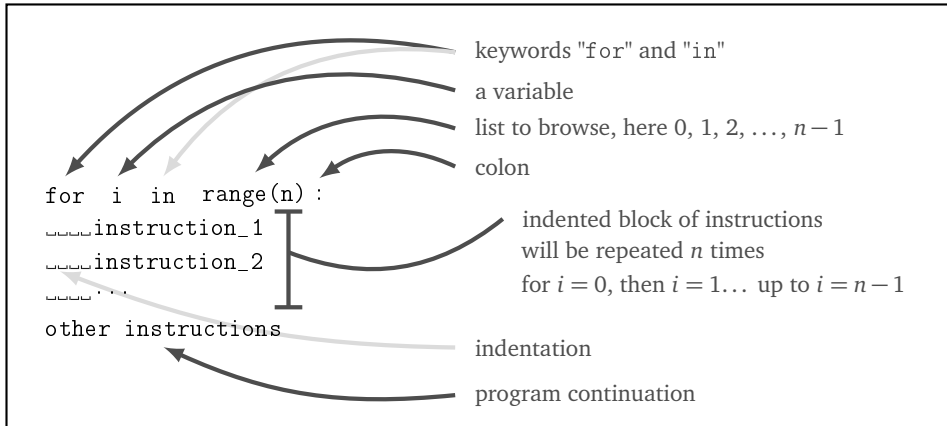 keywords "for" and "in"
a variable
list to browse, here 0, 1, 2, ..., n − 1
colon
for i in range(n) :
␣␣␣␣instruction_1
␣␣␣␣instruction_2
␣␣␣␣...
other instructions
indented block of instructions
will be repeated n times
for i = 0, then i = 1... up to i = n − 1
indentation
program continuation